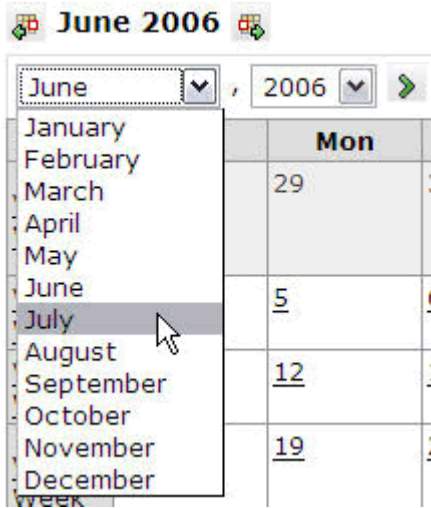 June 2006
June , 2006
Mon
January
February
29
March
April
May
June
5
July
August
September
12
October
November
19
December
Week